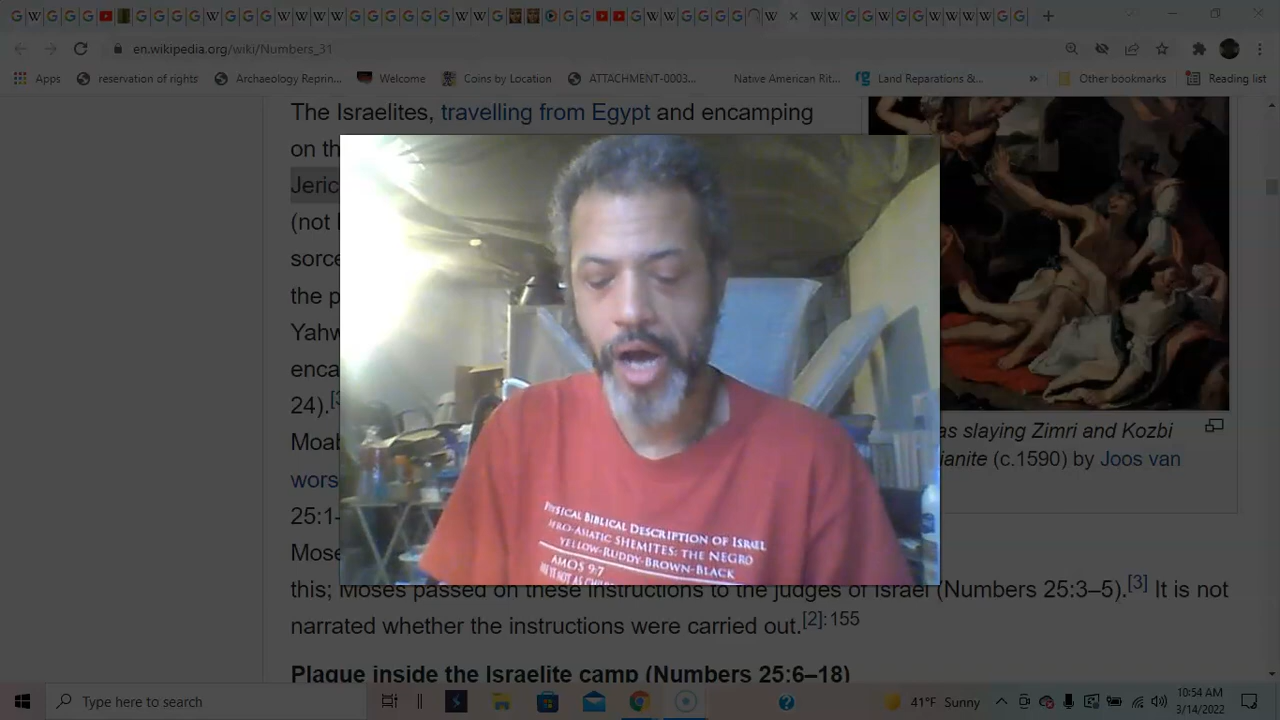 en.wikipedia.org/wiki/Numbers_31
Apps reservation of rights Archaeology Reprin... Welcome Coins by Location ATTACHMENT-0003... Native American Rit... Land Reparations &... » Other bookmarks Reading list
The Israelites, travelling from Egypt and encamping
on th
Jeric
(not
sorce
the p
Yahw
enca
24).[3
Moab
wors
25:1–
Mose
this; Moses passed on these instructions to the judges of Israel (Numbers 25:3–5).[3] It is not
narrated whether the instructions were carried out.[2]:155
Plague inside the Israelite camp (Numbers 25:6–18)
as slaying Zimri and Kozbi
ianite (c.1590) by Joos van
PHYSICAL BIBLICAL DESCRIPTION OF ISRAEL
AFRO-ASIATIC SHEMITES: THE NEGRO
YELLOW-RUDDY-BROWN-BLACK
AMOS 9:7
Type here to search
41°F Sunny
10:54 AM
3/14/2022